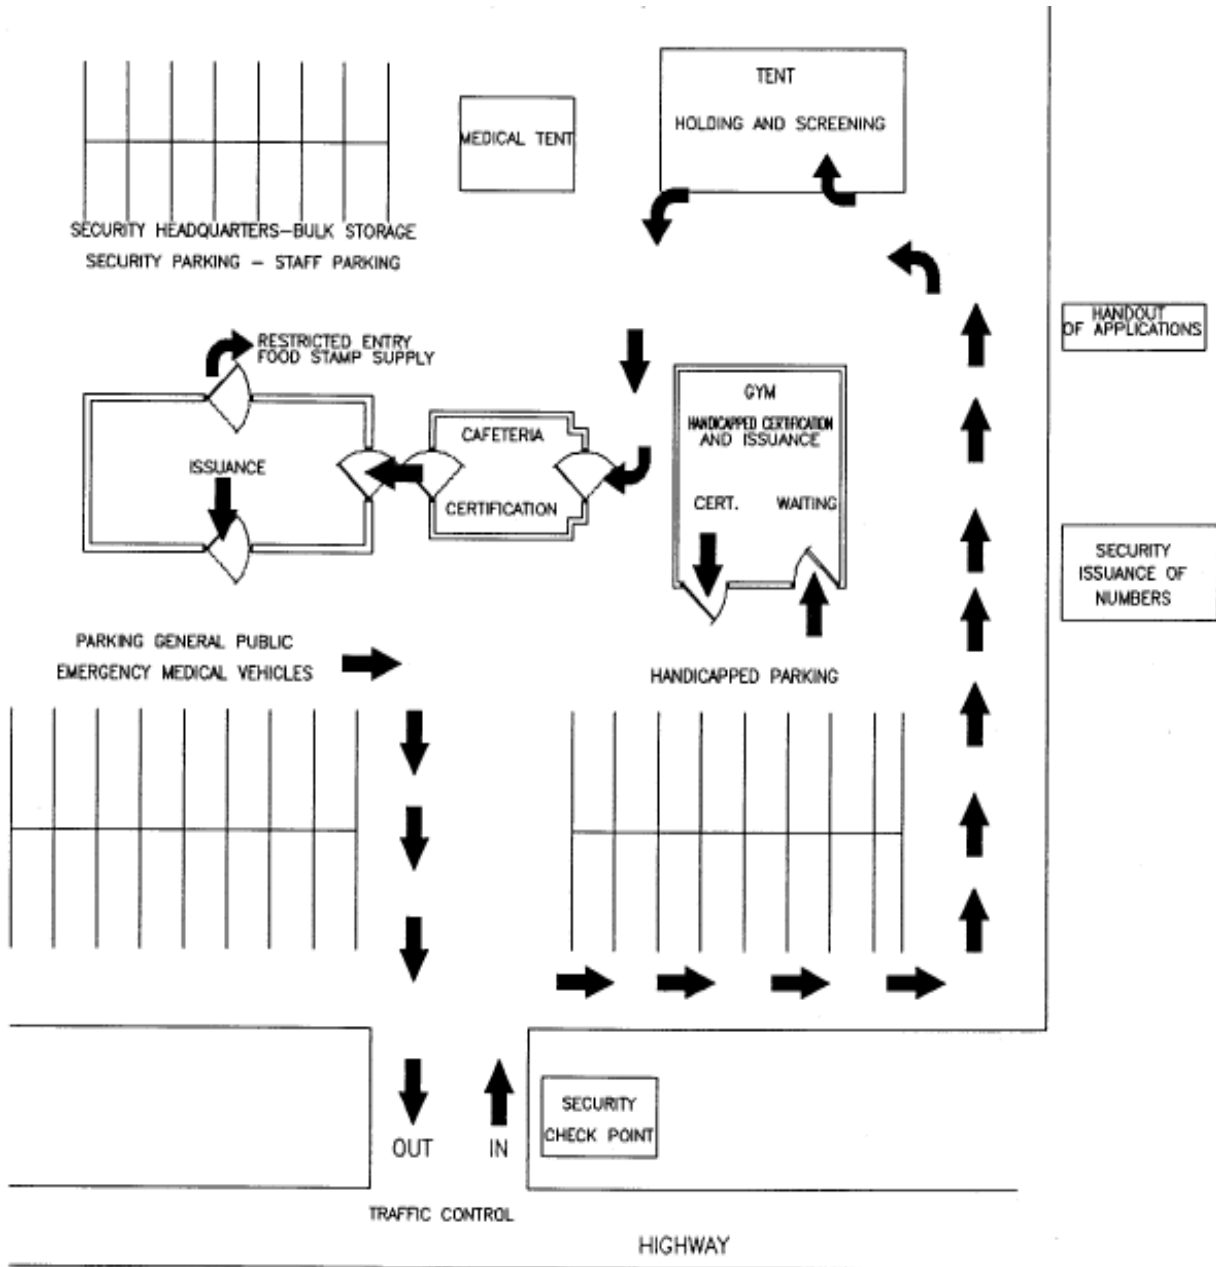 TENT
HOLDING AND SCREENING
MEDICAL TENT
SECURITY HEADQUARTERS-BULK STORAGE
SECURITY PARKING - STAFF PARKING
HANDOUT
OF APPLICATIONS
RESTRICTED ENTRY
FOOD STAMP SUPPLY
GYM
HANDICAPPED CERTIFICATION
AND ISSUANCE
CAFETERIA
ISSUANCE
CERTIFICATION
CERT. WAITING
SECURITY
ISSUANCE OF
NUMBERS
PARKING GENERAL PUBLIC
EMERGENCY MEDICAL VEHICLES
HANDICAPPED PARKING
SECURITY
CHECK POINT
OUT IN
TRAFFIC CONTROL
HIGHWAY